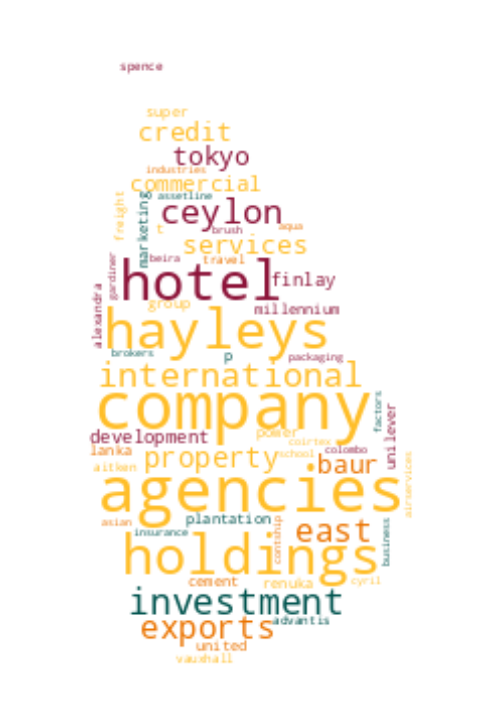 spence
super
credit
tokyo
industries
commercial
assetline
freight
marketing
ceylon
t
brush
aqua
services
beira
travel
gardiner
hotel
finlay
alexandra
group
millennium
hayleys
brokers
p
packaging
international
company
factors
development
power
coirtex
unilever
lanka
property
school
colombo
aitken
baur
airservices
agencies
asian
plantation
insurance
contship
east
business
holdings
cement
renuka
cyril
investment
exports
advantis
united
vauxhall